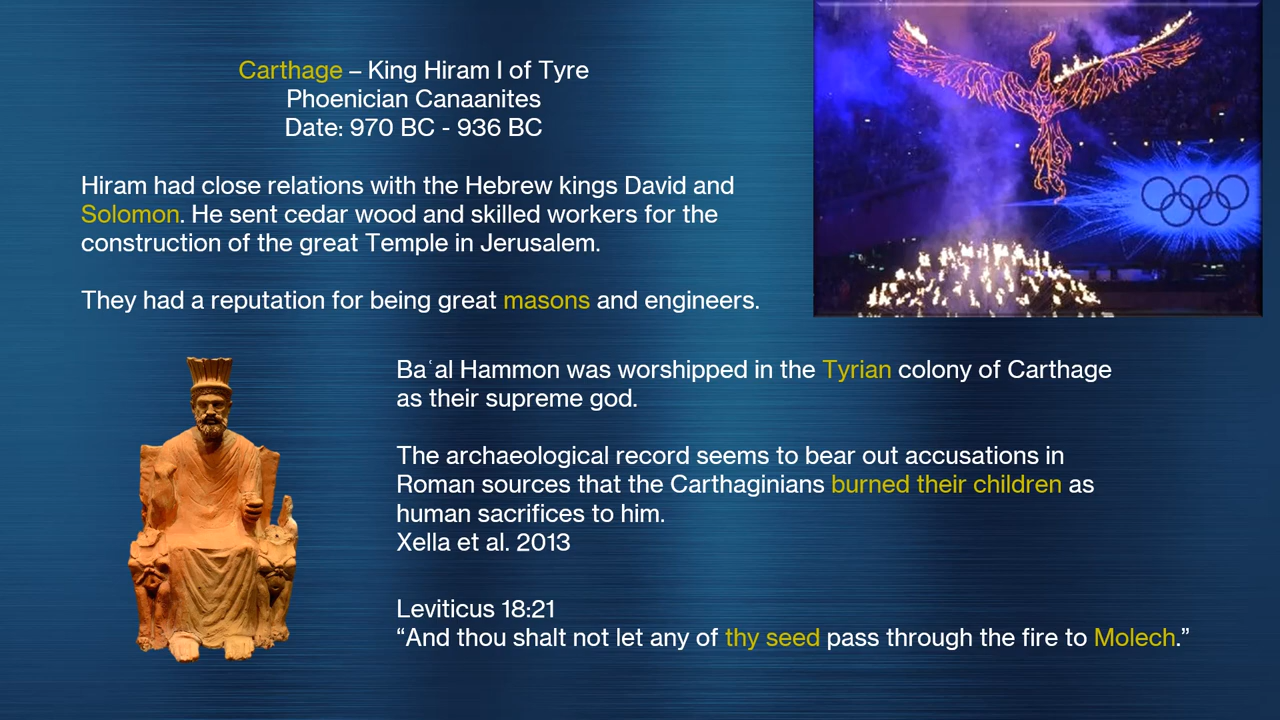 Carthage – King Hiram I of Tyre
Phoenician Canaanites
Date: 970 BC - 936 BC
Hiram had close relations with the Hebrew kings David and
Solomon. He sent cedar wood and skilled workers for the
construction of the great Temple in Jerusalem.
They had a reputation for being great masons and engineers.
Baʿal Hammon was worshipped in the Tyrian colony of Carthage
as their supreme god.
The archaeological record seems to bear out accusations in
Roman sources that the Carthaginians burned their children as
human sacrifices to him.
Xella et al. 2013
Leviticus 18:21
“And thou shalt not let any of thy seed pass through the fire to Molech.”